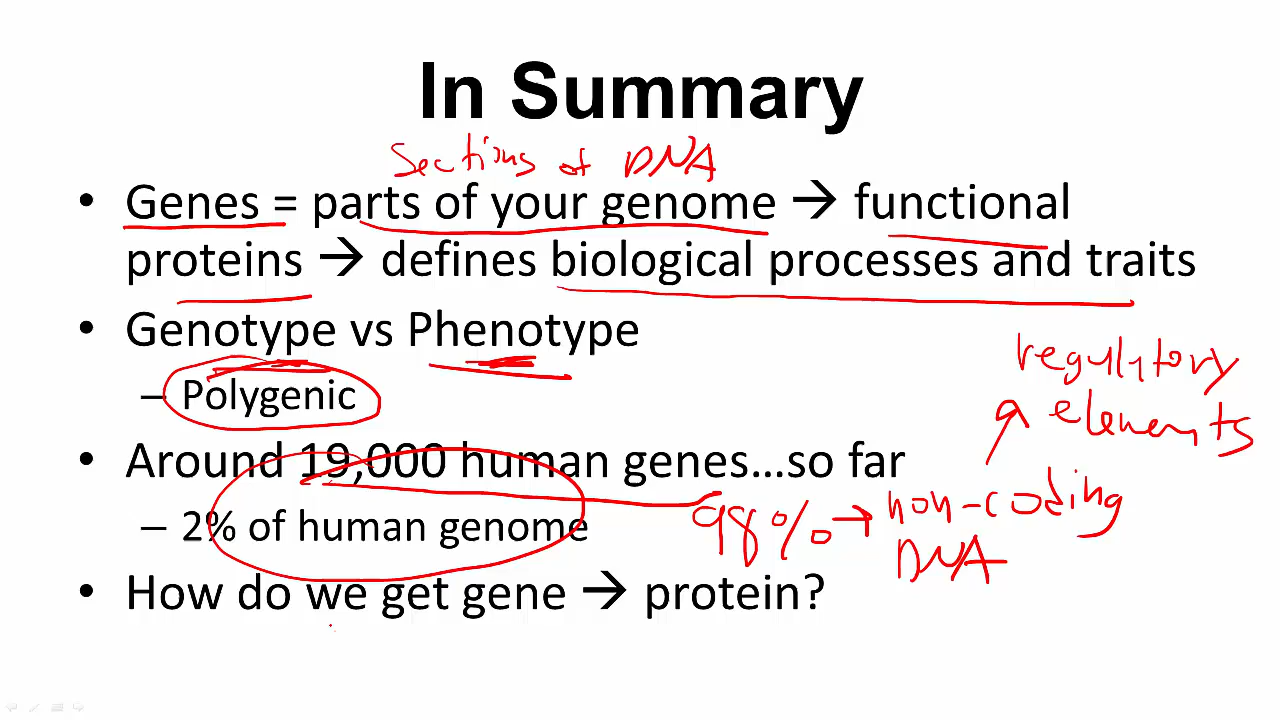 In Summary
Sections of DNA
• Genes = parts of your genome → functional
proteins → defines biological processes and traits
• Genotype vs Phenotype
– Polygenic
regulatory
elements
• Around 19,000 human genes...so far
– 2% of human genome
98% → non-coding
DNA
• How do we get gene → protein?